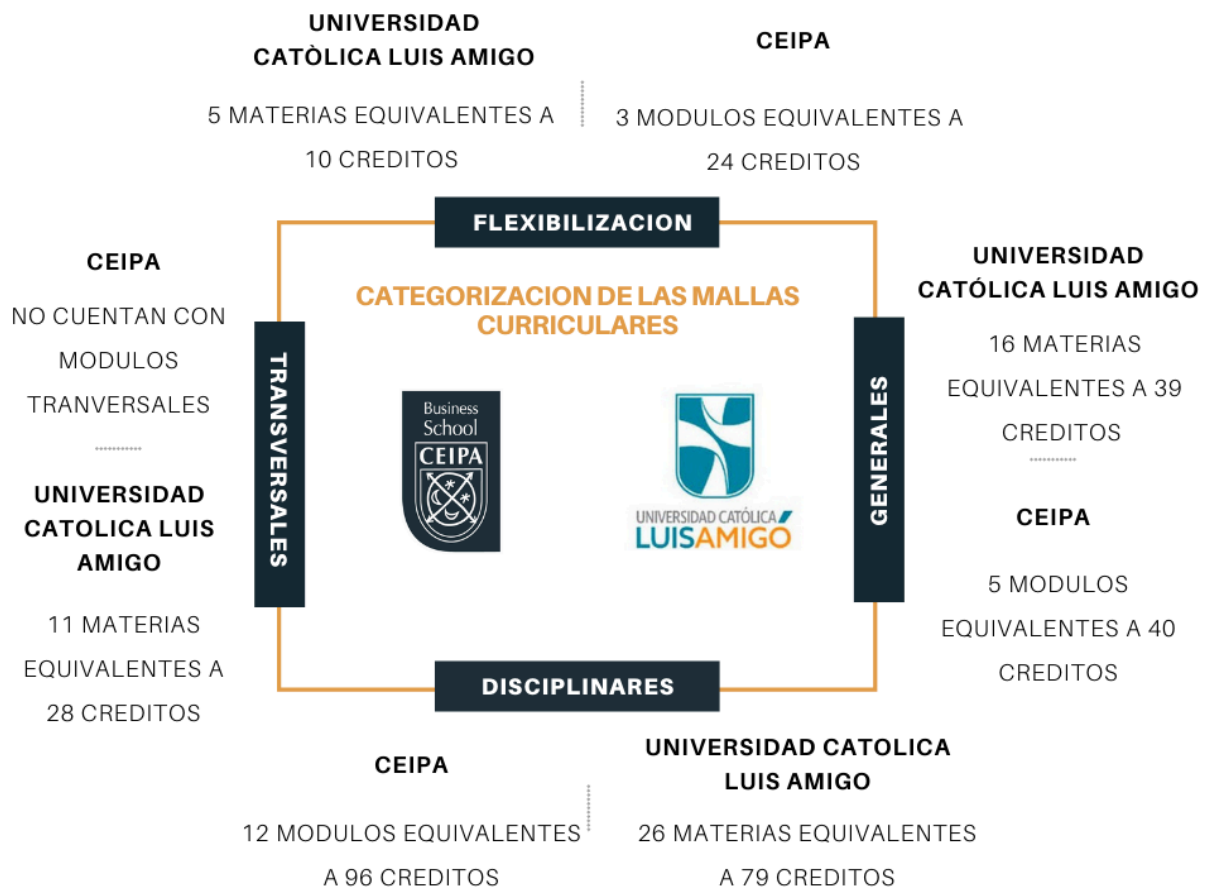 UNIVERSIDAD
CATÒLICA LUIS AMIGO
5 MATERIAS EQUIVALENTES A
10 CREDITOS
CEIPA
3 MODULOS EQUIVALENTES A
24 CREDITOS
FLEXIBILIZACION
CEIPA
NO CUENTAN CON
MODULOS
TRANVERSALES
UNIVERSIDAD
CATOLICA LUIS
AMIGO
11 MATERIAS
EQUIVALENTES A
28 CREDITOS
TRANSVERSALES
CATEGORIZACION DE LAS MALLAS
CURRICULARES
Business
School
CEIPA
UNIVERSIDAD CATÓLICA
LUISAMIGÓ
GENERALES
UNIVERSIDAD
CATÓLICA LUIS AMIGO
16 MATERIAS
EQUIVALENTES A 39
CREDITOS
CEIPA
5 MODULOS
EQUIVALENTES A 40
CREDITOS
DISCIPLINARES
CEIPA
12 MODULOS EQUIVALENTES
A 96 CREDITOS
UNIVERSIDAD CATOLICA
LUIS AMIGO
26 MATERIAS EQUIVALENTES
A 79 CREDITOS